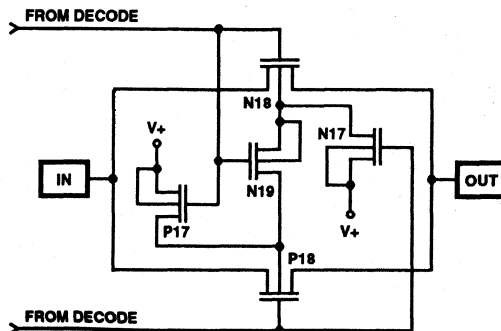 FROM DECODE
N18
V+
N17
IN
N19
OUT
P17
V+
P18
FROM DECODE